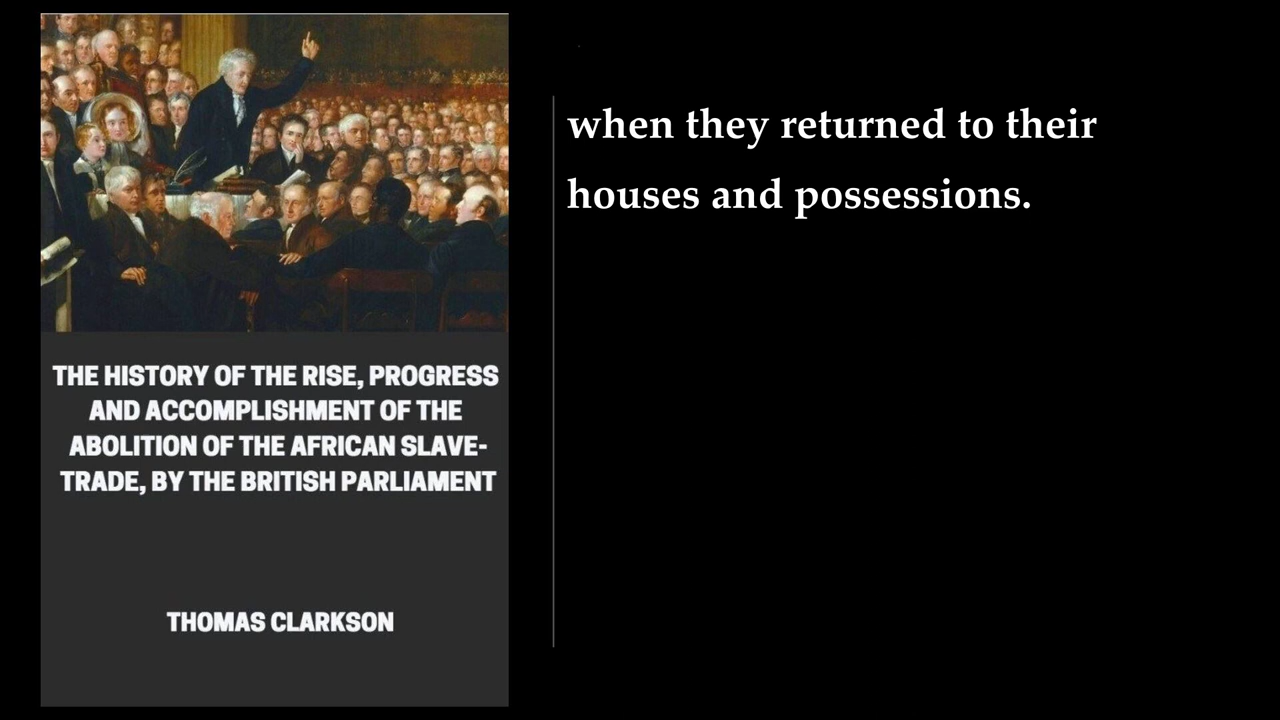 THE HISTORY OF THE RISE, PROGRESS
AND ACCOMPLISHMENT OF THE
ABOLITION OF THE AFRICAN SLAVE-
TRADE, BY THE BRITISH PARLIAMENT
THOMAS CLARKSON
when they returned to their
houses and possessions.